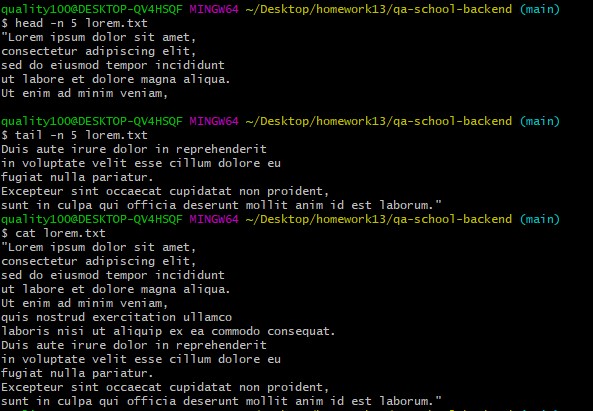 quality100@DESKTOP-QV4HSQF MINGW64 ~/Desktop/homework13/qa-school-backend (main)
$ head -n 5 lorem.txt
"Lorem ipsum dolor sit amet,
consectetur adipiscing elit,
sed do eiusmod tempor incididunt
ut labore et dolore magna aliqua.
Ut enim ad minim veniam,
quality100@DESKTOP-QV4HSQF MINGW64 ~/Desktop/homework13/qa-school-backend (main)
$ tail -n 5 lorem.txt
Duis aute irure dolor in reprehenderit
in voluptate velit esse cillum dolore eu
fugiat nulla pariatur.
Excepteur sint occaecat cupidatat non proident,
sunt in culpa qui officia deserunt mollit anim id est laborum."
quality100@DESKTOP-QV4HSQF MINGW64 ~/Desktop/homework13/qa-school-backend (main)
$ cat lorem.txt
"Lorem ipsum dolor sit amet,
consectetur adipiscing elit,
sed do eiusmod tempor incididunt
ut labore et dolore magna aliqua.
Ut enim ad minim veniam,
quis nostrud exercitation ullamco
laboris nisi ut aliquip ex ea commodo consequat.
Duis aute irure dolor in reprehenderit
in voluptate velit esse cillum dolore eu
fugiat nulla pariatur.
Excepteur sint occaecat cupidatat non proident,
sunt in culpa qui officia deserunt mollit anim id est laborum."